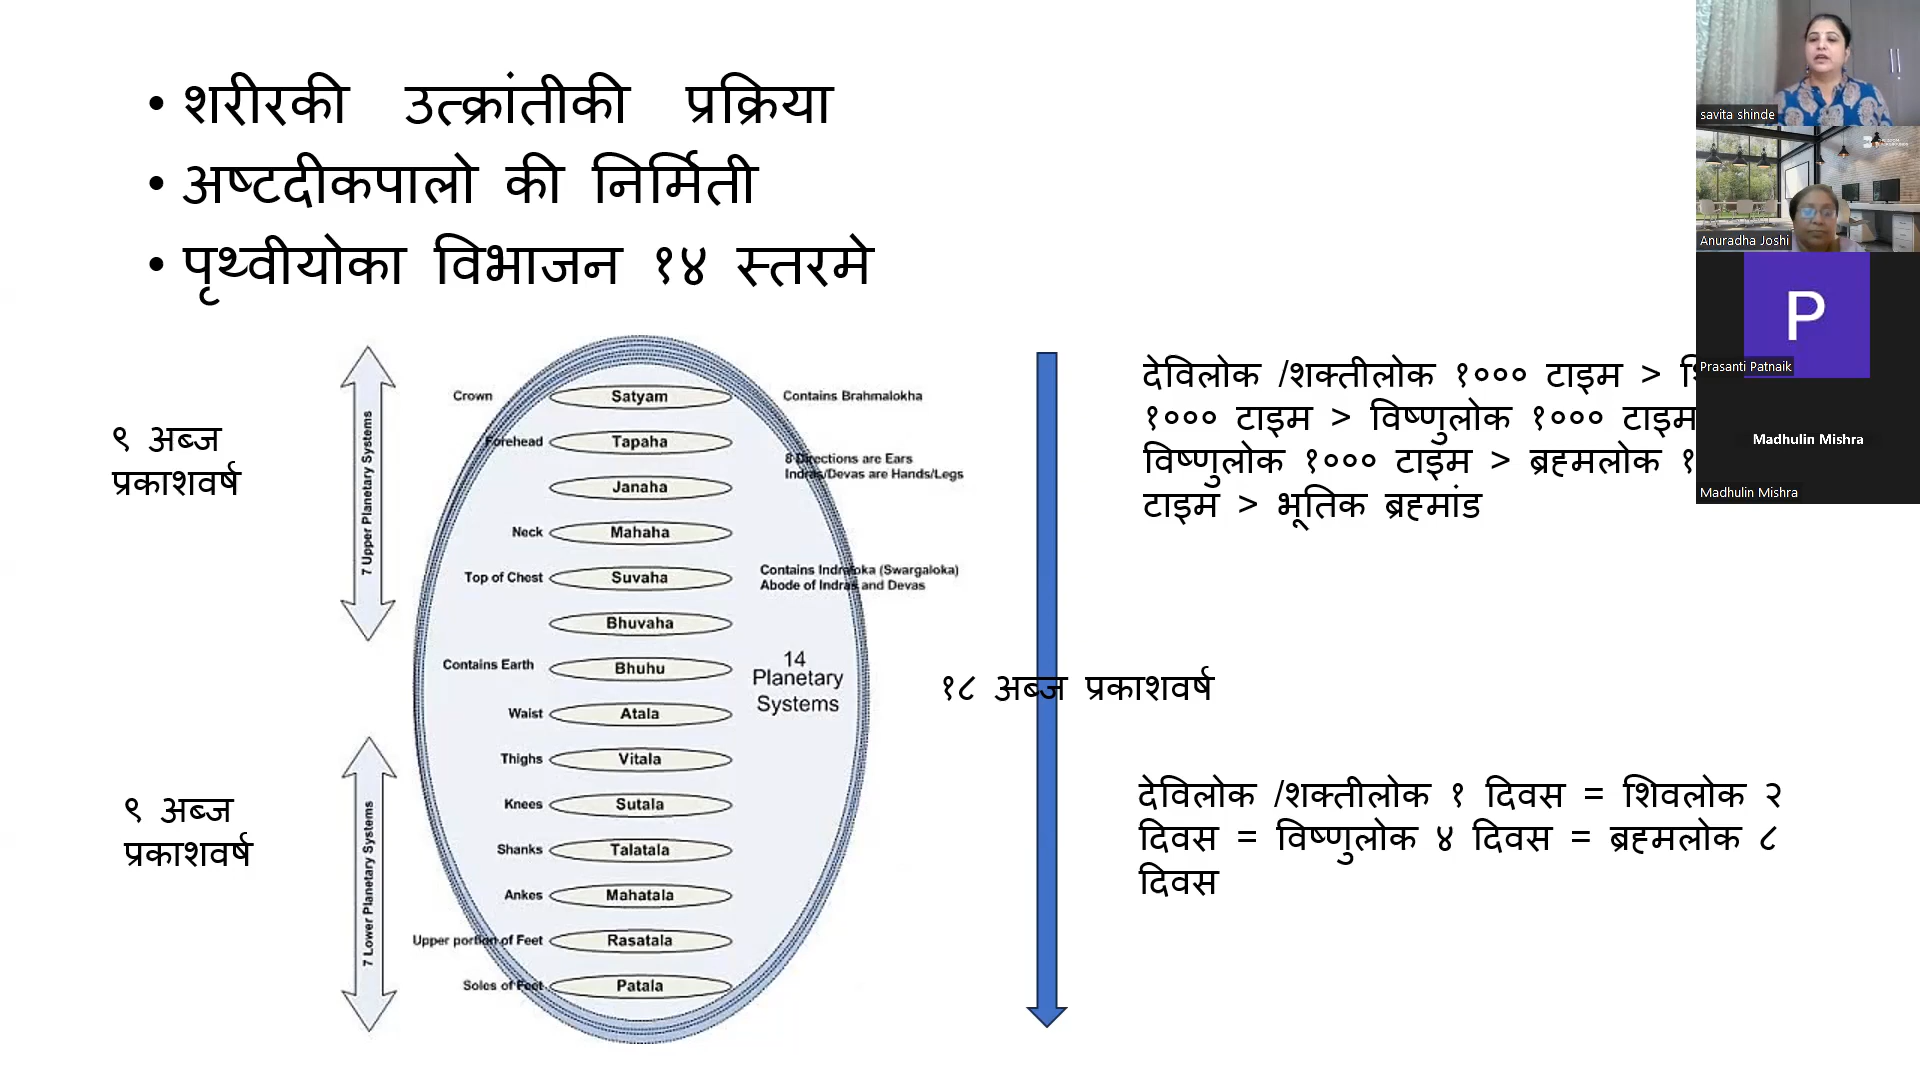 • शरीरकी उत्क्रांतीकी प्रक्रिया
• अष्टदीकपालो की निर्मिती
• पृथ्वीयोका विभाजन १४ स्तरमे
९ अब्ज
प्रकाशवर्ष
7 Upper Planetary Systems
Crown
Satyam
Contains Brahmalokha
Forehead
Tapaha
8 Directions are Ears
Indras/Devas are Hands/Legs
Janaha
Neck
Mahaha
Top of Chest
Suvaha
Contains Indraloka (Swargaloka)
Abode of Indras and Devas
Bhuvaha
Contains Earth
Bhuhu
14
Planetary
Systems
Waist
Atala
Thighs
Vitala
Knees
Sutala
Shanks
Talatala
Ankes
Mahatala
Upper portion of Feet
Rasatala
Soles of Feet
Patala
९ अब्ज
प्रकाशवर्ष
7 Lower Planetary Systems
१८ अब्ज प्रकाशवर्ष
देविलोक /शक्तीलोक १००० टाइम >
१००० टाइम > विष्णुलोक १००० टाइम
विष्णुलोक १००० टाइम > ब्रह्मलोक
टाइम > भूतिक ब्रह्मांड
देविलोक /शक्तीलोक १ दिवस = शिवलोक २
दिवस = विष्णुलोक ४ दिवस = ब्रह्मलोक ८
दिवस
savita shinde
Anuradha Joshi
P
Prasanti Patnaik
Madhulin Mishra
Madhulin Mishra